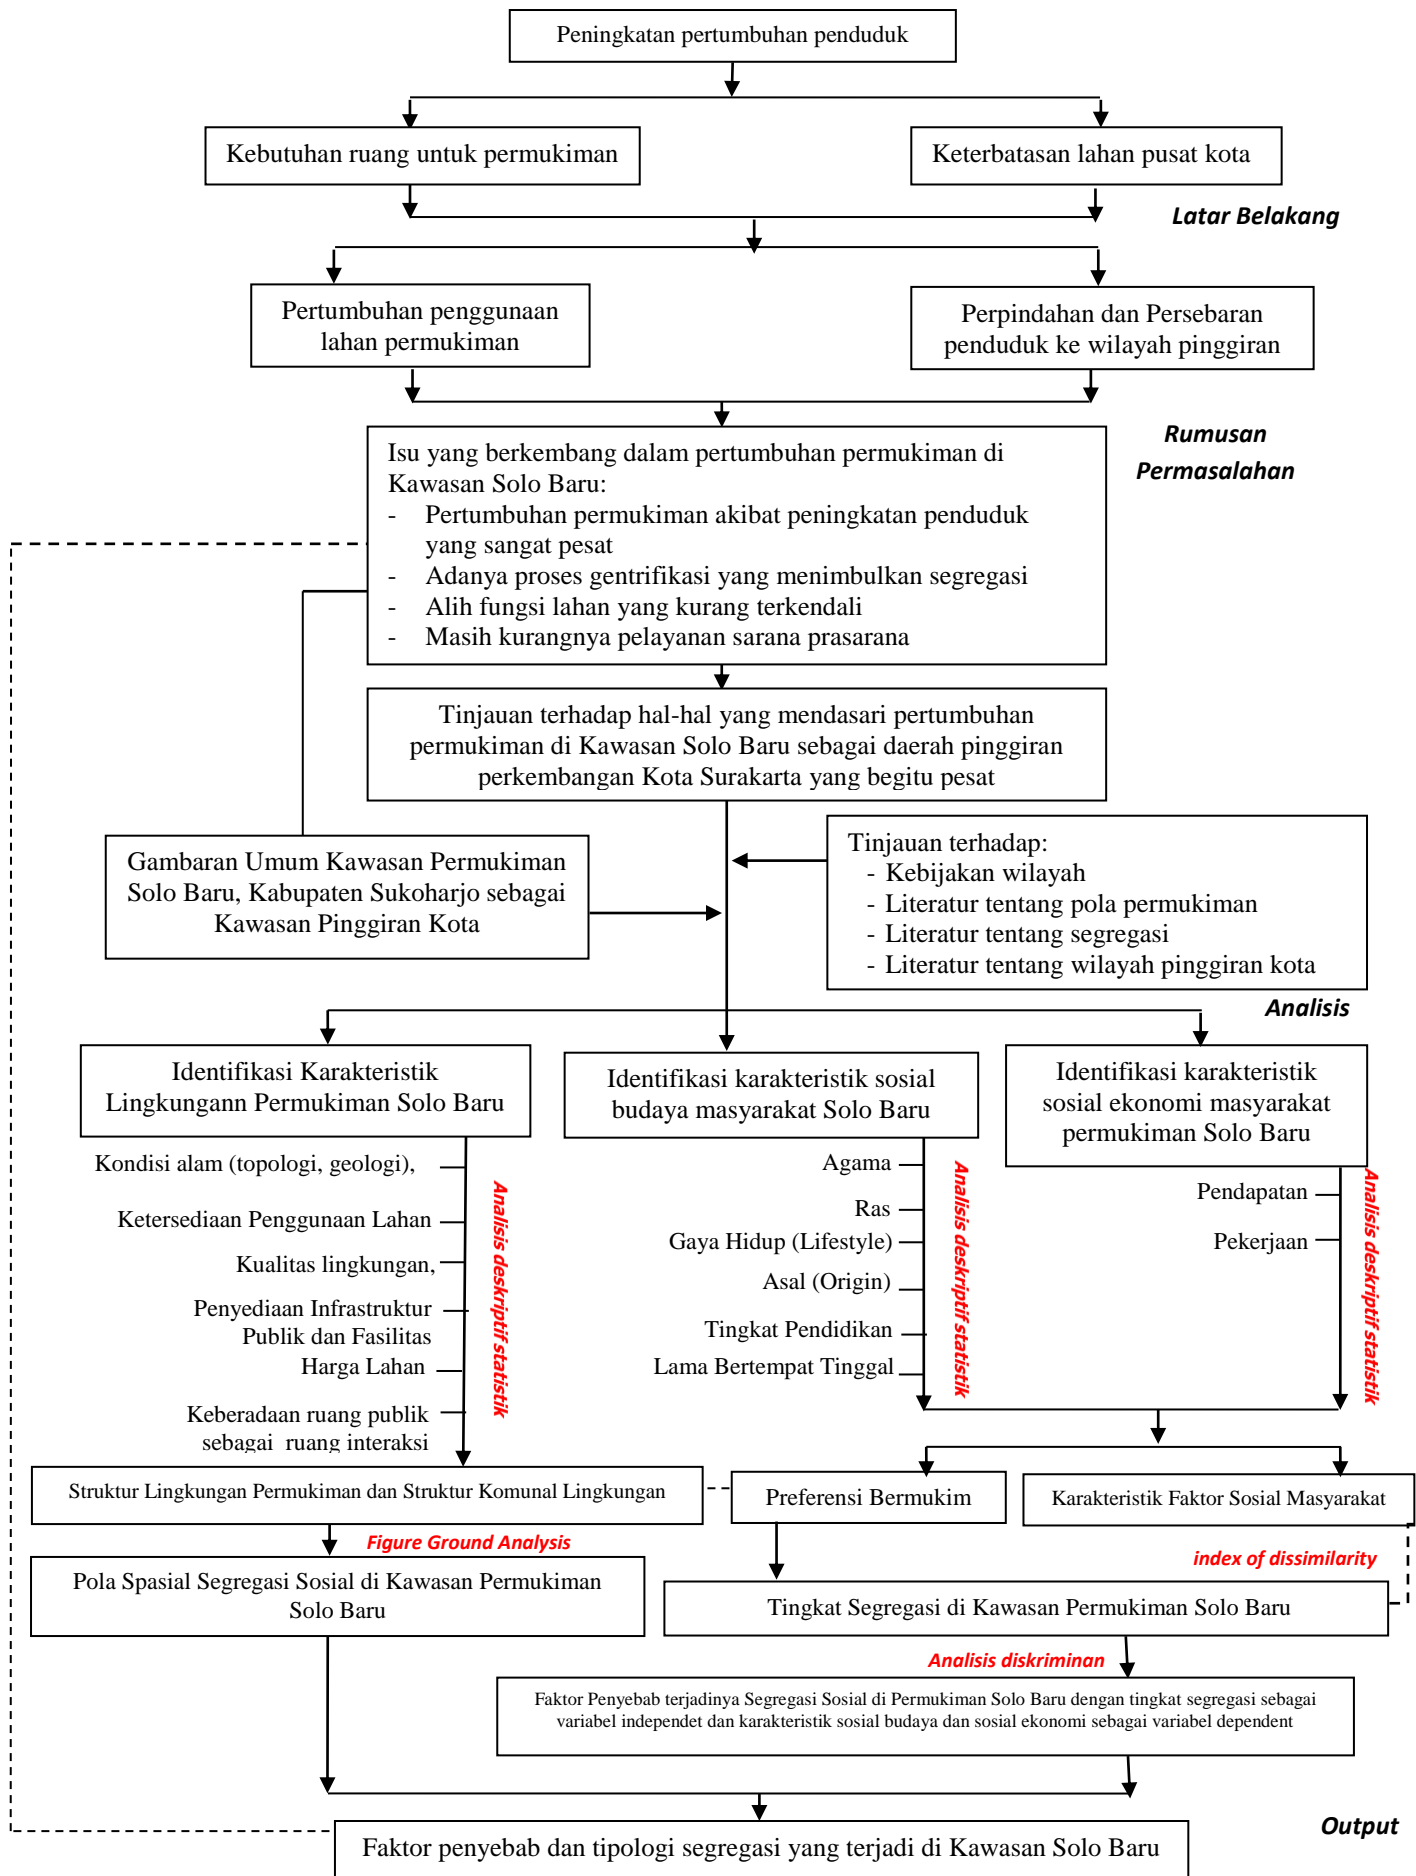 Peningkatan pertumbuhan penduduk
Kebutuhan ruang untuk permukiman
Keterbatasan lahan pusat kota
Latar Belakang
Pertumbuhan penggunaan
lahan permukiman
Perpindahan dan Persebaran
penduduk ke wilayah pinggiran
Rumusan
Permasalahan
Isu yang berkembang dalam pertumbuhan permukiman di
Kawasan Solo Baru:
- Pertumbuhan permukiman akibat peningkatan penduduk
yang sangat pesat
- Adanya proses gentrifikasi yang menimbulkan segregasi
- Alih fungsi lahan yang kurang terkendali
- Masih kurangnya pelayanan sarana prasarana
Tinjauan terhadap hal-hal yang mendasari pertumbuhan
permukiman di Kawasan Solo Baru sebagai daerah pinggiran
perkembangan Kota Surakarta yang begitu pesat
Gambaran Umum Kawasan Permukiman
Solo Baru, Kabupaten Sukoharjo sebagai
Kawasan Pinggiran Kota
Tinjauan terhadap:
- Kebijakan wilayah
- Literatur tentang pola permukiman
- Literatur tentang segregasi
- Literatur tentang wilayah pinggiran kota
Analisis
Identifikasi Karakteristik
Lingkungann Permukiman Solo Baru
Identifikasi karakteristik sosial
budaya masyarakat Solo Baru
Identifikasi karakteristik
sosial ekonomi masyarakat
permukiman Solo Baru
Kondisi alam (topologi, geologi),
Ketersediaan Penggunaan Lahan
Kualitas lingkungan,
Penyediaan Infrastruktur
Publik dan Fasilitas
Harga Lahan
Keberadaan ruang publik
sebagai ruang interaksi
Analisis deskriptif statistik
Agama
Ras
Gaya Hidup (Lifestyle)
Asal (Origin)
Tingkat Pendidikan
Lama Bertempat Tinggal
Analisis deskriptif statistik
Pendapatan
Pekerjaan
Analisis deskriptif statistik
Struktur Lingkungan Permukiman dan Struktur Komunal Lingkungan
Preferensi Bermukim
Karakteristik Faktor Sosial Masyarakat
Figure Ground Analysis
index of dissimilarity
Pola Spasial Segregasi Sosial di Kawasan Permukiman
Solo Baru
Tingkat Segregasi di Kawasan Permukiman Solo Baru
Analisis diskriminan
Faktor Penyebab terjadinya Segregasi Sosial di Permukiman Solo Baru dengan tingkat segregasi sebagai
variabel independet dan karakteristik sosial budaya dan sosial ekonomi sebagai variabel dependent
Output
Faktor penyebab dan tipologi segregasi yang terjadi di Kawasan Solo Baru